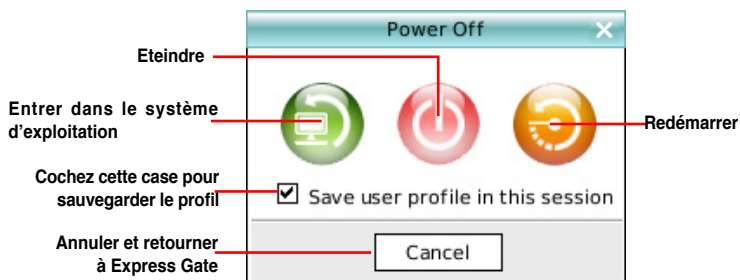 Power Off
Eteindre
Entrer dans le système
d'exploitation
Redémarrer
Cochez cette case pour
sauvegarder le profil
Save user profile in this session
Annuler et retourner
à Express Gate
Cancel